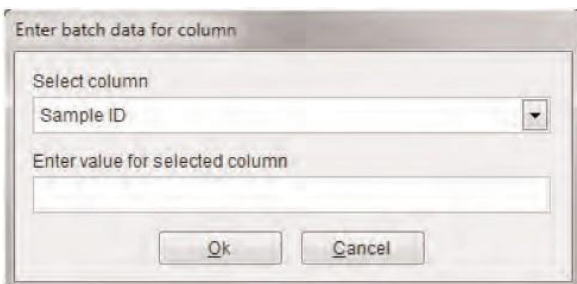 Enter batch data for column
Select column
Sample ID
Enter value for selected column
Ok Cancel